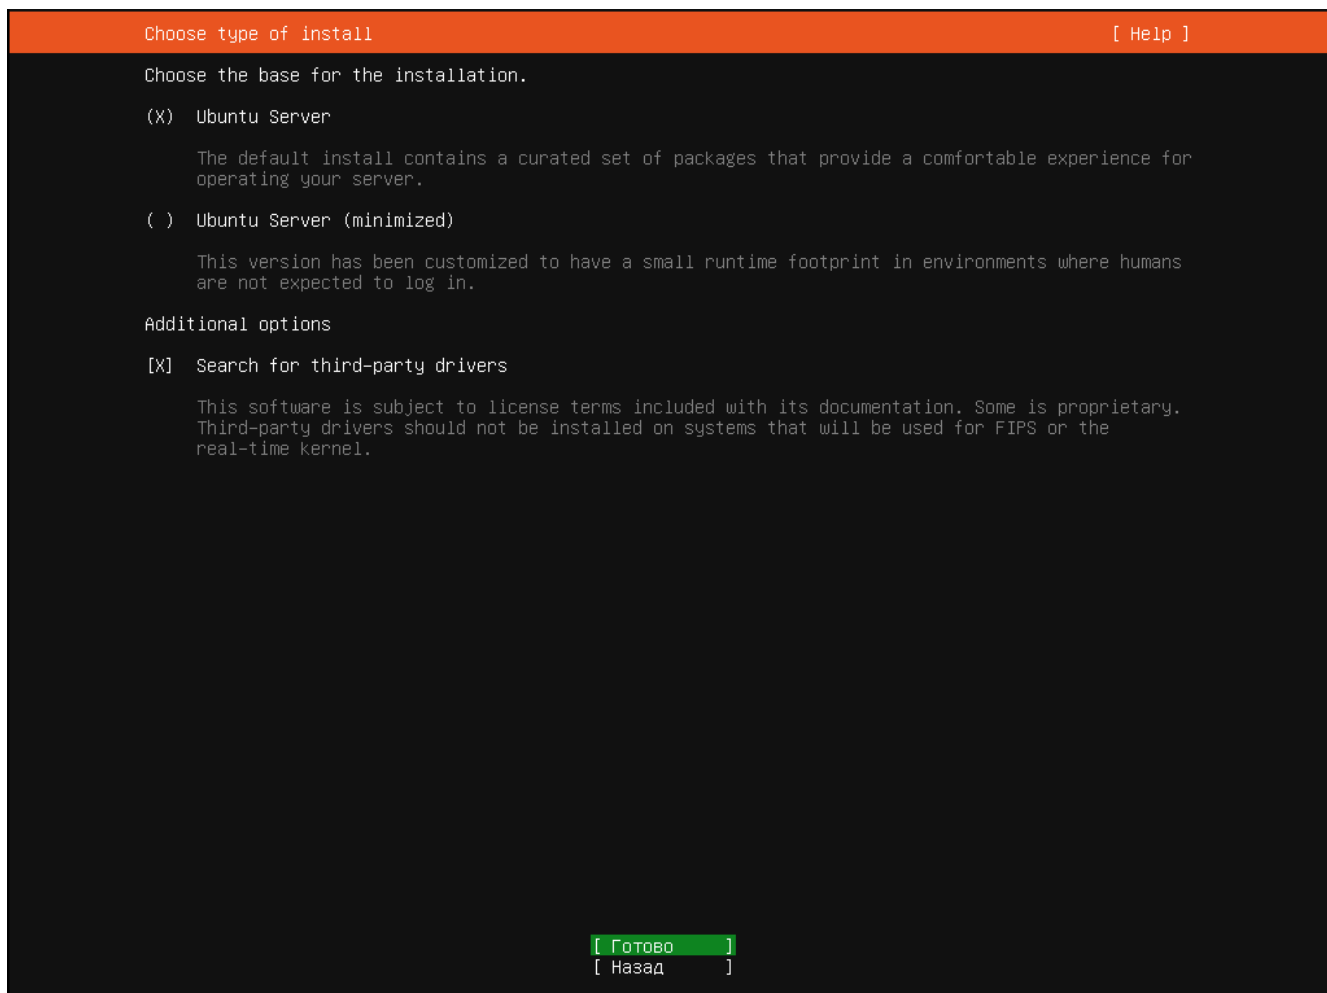 Choose type of install [ Help ]
Choose the base for the installation.
(X) Ubuntu Server
The default install contains a curated set of packages that provide a comfortable experience for
operating your server.
( ) Ubuntu Server (minimized)
This version has been customized to have a small runtime footprint in environments where humans
are not expected to log in.
Additional options
[X] Search for third-party drivers
This software is subject to license terms included with its documentation. Some is proprietary.
Third-party drivers should not be installed on systems that will be used for FIPS or the
real-time kernel.
[ Готово ]
[ Назад ]